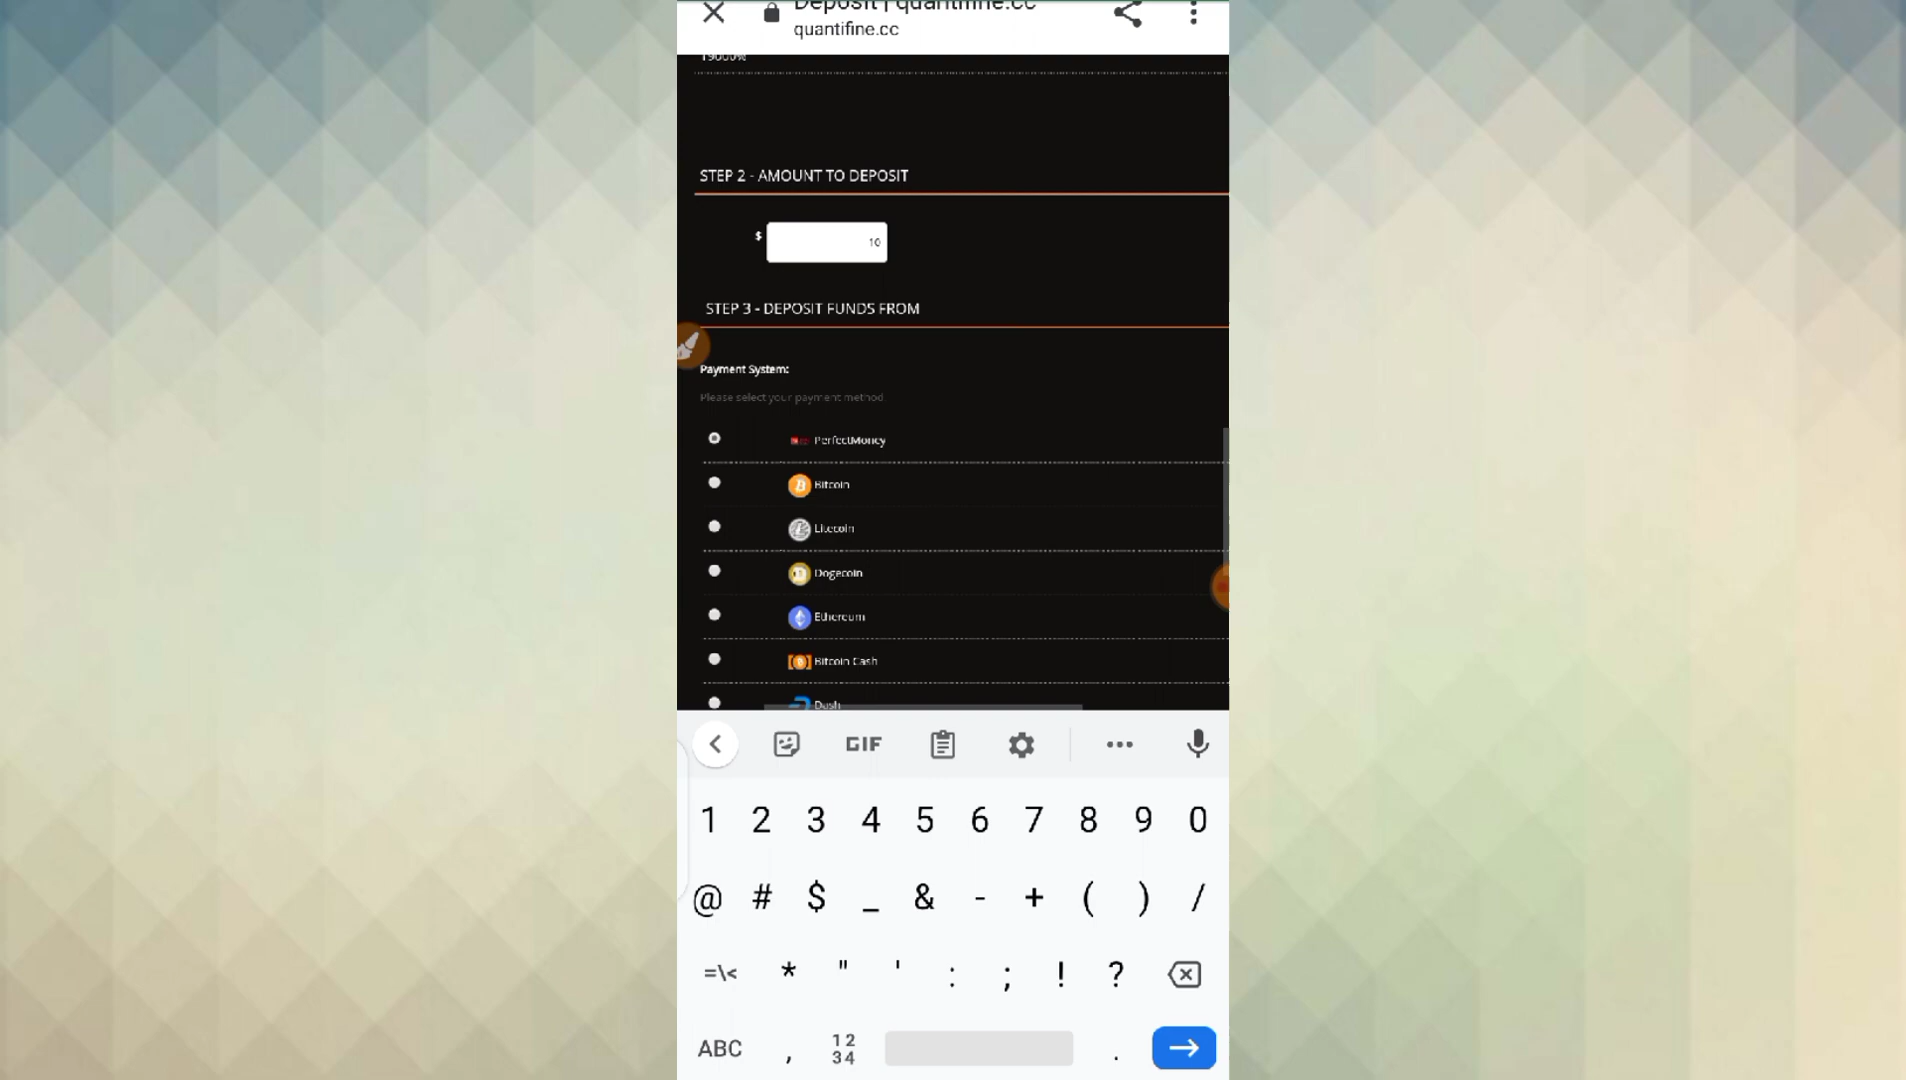 Deposit | quantifine.cc
quantifine.cc
19000%
STEP 2 - AMOUNT TO DEPOSIT
$ 10
STEP 3 - DEPOSIT FUNDS FROM
Payment System:
Please select your payment method.
PerfectMoney
Bitcoin
Litecoin
Dogecoin
Ethereum
Bitcoin Cash
Dash
GIF
1 2 3 4 5 6 7 8 9 0
@ # $ _ & - + ( ) /
=\< * " ' : ; ! ?
ABC , 1 2 3 4 .